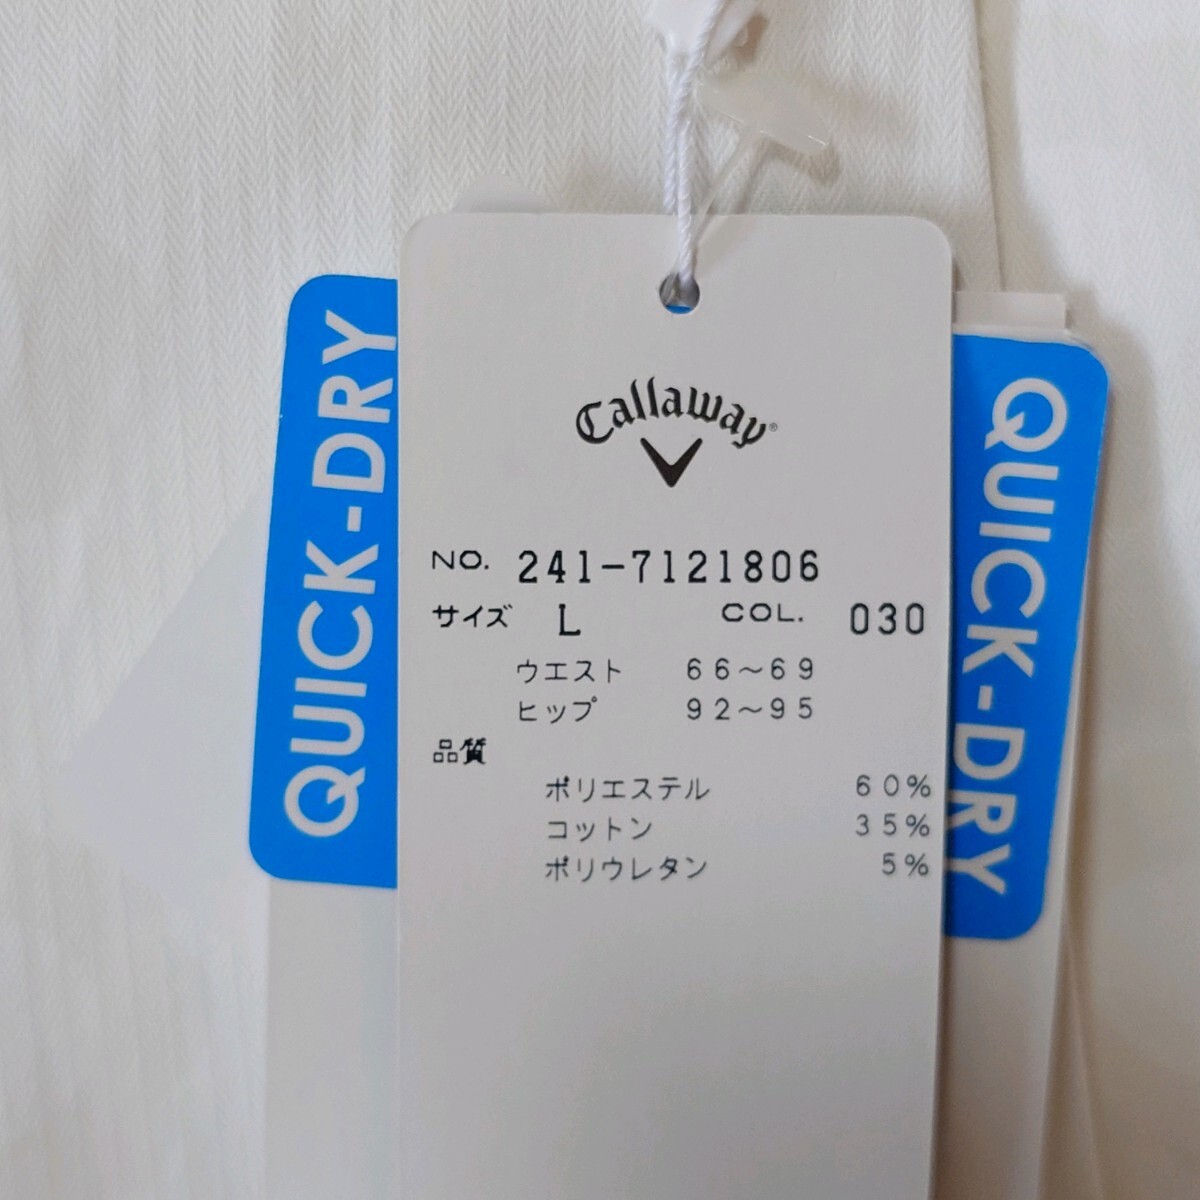 Callaway®
NO. 241-7121806
サイズ L COL. 030
ウエスト 66～69
ヒップ 92～95
品質
ポリエステル 60%
コットン 35%
ポリウレタン 5%
QUICK-DRY
QUICK-DRY